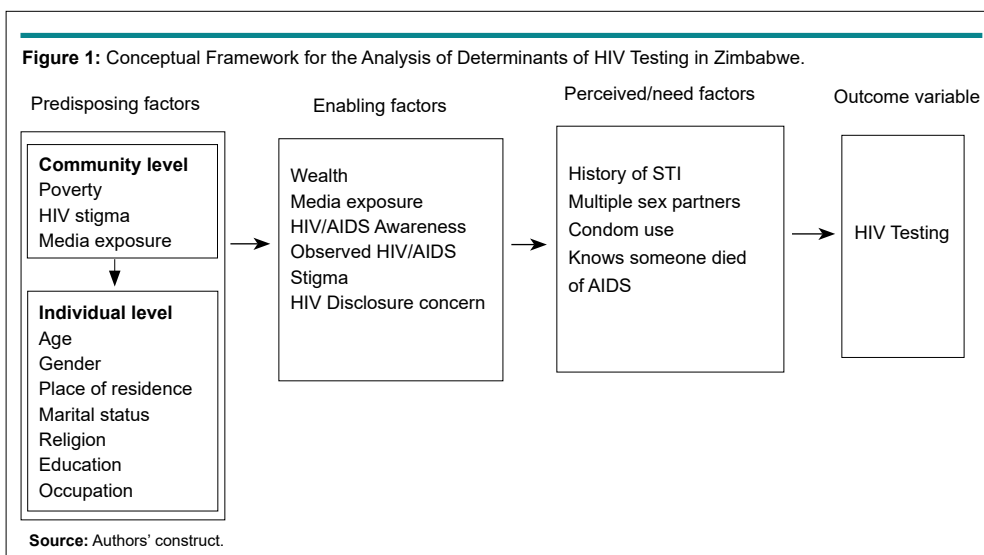 Figure 1: Conceptual Framework for the Analysis of Determinants of HIV Testing in Zimbabwe.
Predisposing factors
Community level
Poverty
HIV stigma
Media exposure
Individual level
Age
Gender
Place of residence
Marital status
Religion
Education
Occupation
Enabling factors
Wealth
Media exposure
HIV/AIDS Awareness
Observed HIV/AIDS
Stigma
HIV Disclosure concern
Perceived/need factors
History of STI
Multiple sex partners
Condom use
Knows someone died
of AIDS
Outcome variable
HIV Testing
Source: Authors' construct.